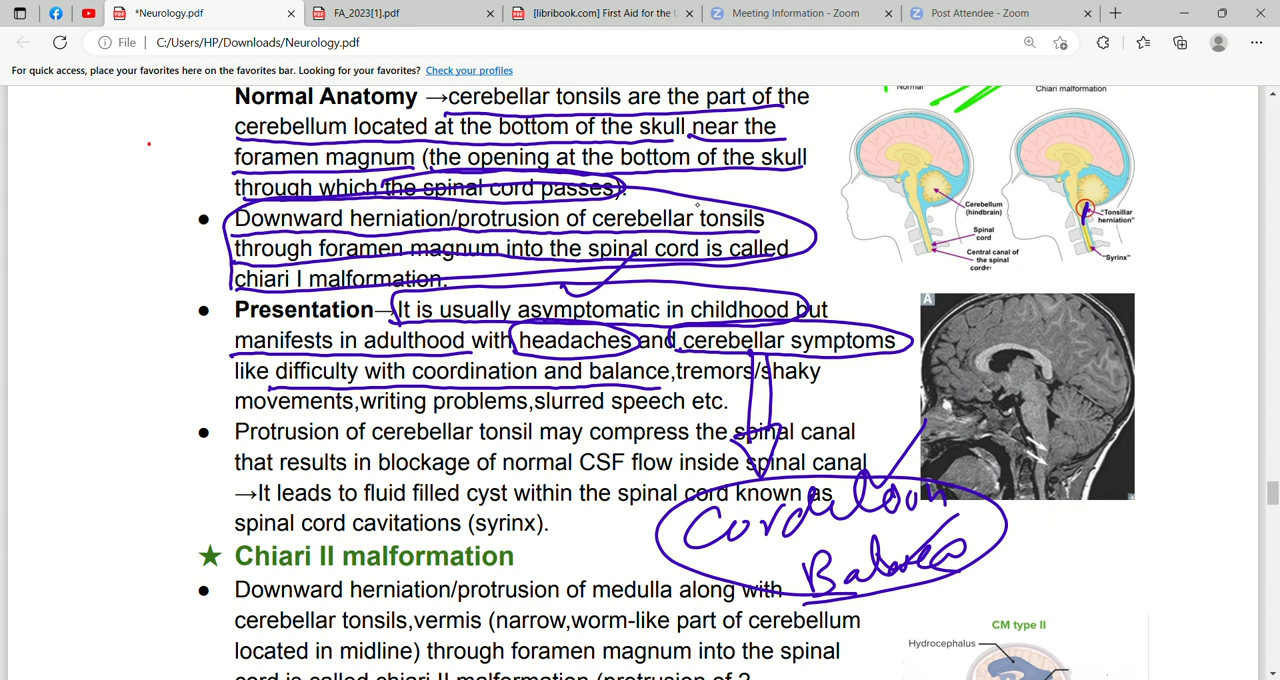 *Neurology.pdf
FA_2023[1].pdf
[libribook.com] First Aid for the U
Meeting Information - Zoom
Post Attendee - Zoom
File
C:/Users/HP/Downloads/Neurology.pdf
For quick access, place your favorites here on the favorites bar. Looking for your favorites? Check your profiles
Normal Anatomy →cerebellar tonsils are the part of the
cerebellum located at the bottom of the skull near the
foramen magnum (the opening at the bottom of the skull
through which the spinal cord passes).
● Downward herniation/protrusion of cerebellar tonsils
through foramen magnum into the spinal cord is called
chiari I malformation.
● Presentation→It is usually asymptomatic in childhood but
manifests in adulthood with headaches and cerebellar symptoms
like difficulty with coordination and balance,tremors/shaky
movements,writing problems,slurred speech etc.
● Protrusion of cerebellar tonsil may compress the spinal canal
that results in blockage of normal CSF flow inside spinal canal
→It leads to fluid filled cyst within the spinal cord known as
spinal cord cavitations (syrinx).
★ Chiari II malformation
● Downward herniation/protrusion of medulla along with
cerebellar tonsils,vermis (narrow,worm-like part of cerebellum
located in midline) through foramen magnum into the spinal
cord is called chiari II malformation (protrusion of 2
Normal
Chiari malformation
Cerebellum
(hindbrain)
Spinal
cord
Central canal of
the spinal
cord
"Tonsillar
herniation"
"Syrinx"
A
CM type II
Hydrocephalus